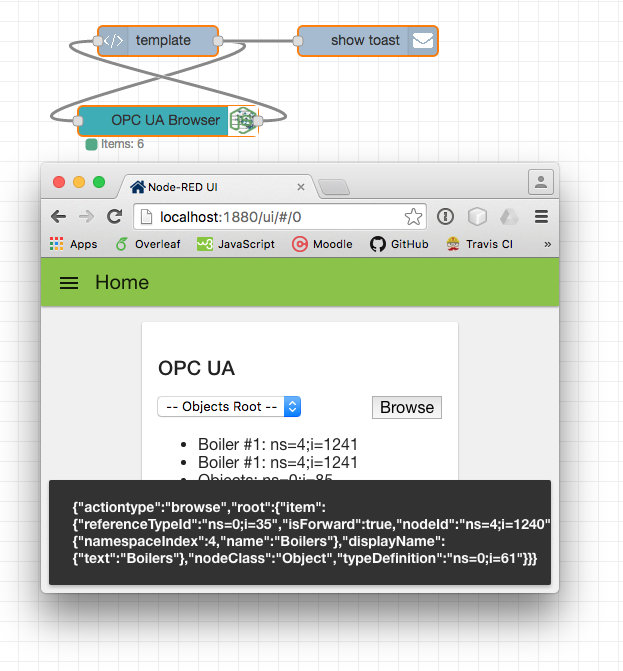 </> template
show toast
OPC UA Browser
Items: 6
Node-RED UI
localhost:1880/ui/#/0
Apps Overleaf JavaScript Moodle GitHub Travis CI »
Home
OPC UA
-- Objects Root -- Browse
• Boiler #1: ns=4;i=1241
• Boiler #1: ns=4;i=1241
• Objects: ns=0;i=85
{"actiontype":"browse","root":{"item":
{"referenceTypeId":"ns=0;i=35","isForward":true,"nodeId":"ns=4;i=1240"
{"namespaceIndex":4,"name":"Boilers"},"displayName":
{"text":"Boilers"},"nodeClass":"Object","typeDefinition":"ns=0;i=61"}}}